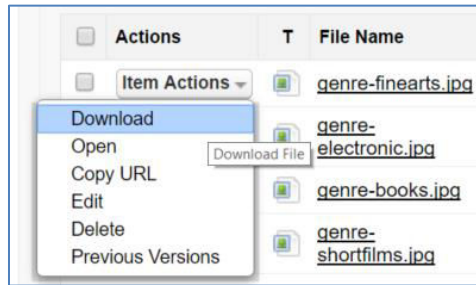 Actions T File Name
Item Actions genre-finearts.jpg
Download
Open
Copy URL
Edit
Delete
Previous Versions
Download File
genre-
electronic.jpg
genre-books.jpg
genre-
shortfilms.jpg